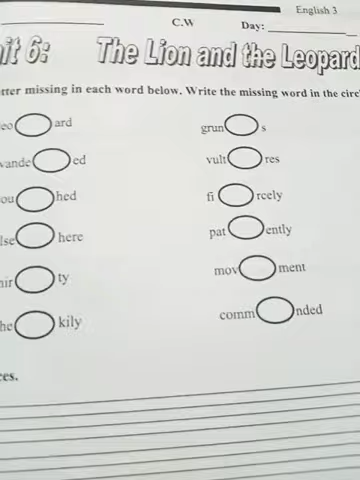 English 3
C.W Day:
it 6: The Lion and the Leopard
tter missing in each word below. Write the missing word in the circ
eo ard grun s
vande ed vult res
ou hed fi rcely
lse here pat ently
hir ty mov ment
he kily comm nded
ces.